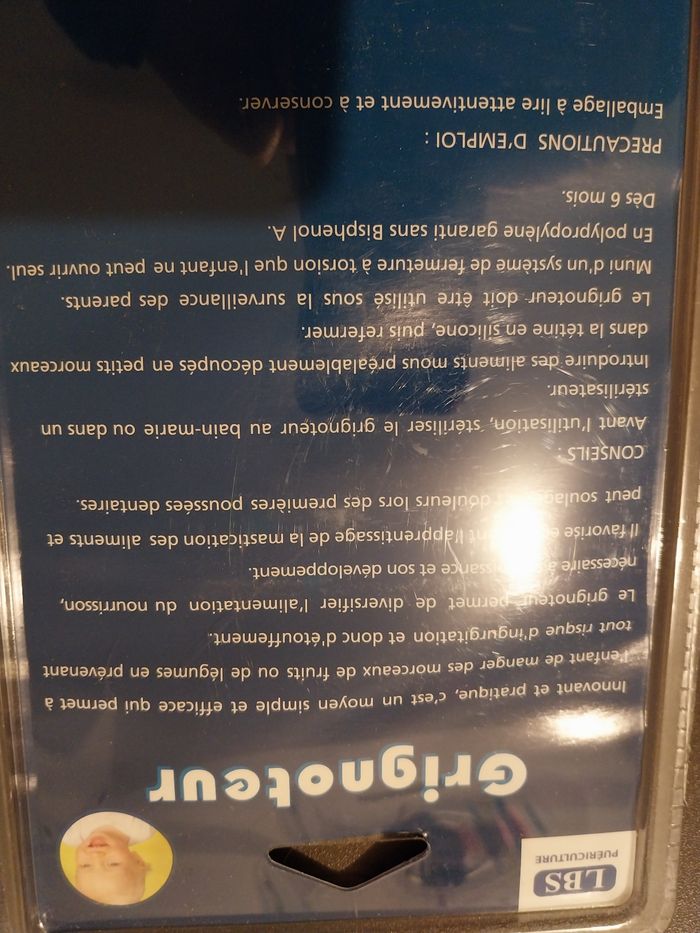 LBS
PUÉRICULTURE
Grignoteur
Innovant et pratique, c'est un moyen simple et efficace qui permet à
l'enfant de manger des morceaux de fruits ou de légumes en prévenant
tout risque d'ingurgitation et donc d'étouffement.
Le grignoteur permet de diversifier l'alimentation du nourrisson,
nécessaire à croissance et son développement.
Il favorise l'apprentissage de la mastication des aliments et
peut soulager douleurs lors des premières poussées dentaires.
CONSEILS :
Avant l'utilisation, stériliser le grignoteur au bain-marie ou dans un
stérilisateur.
Introduire des aliments mous préalablement découpés en petits morceaux
dans la tétine en silicone, puis refermer.
Le grignoteur doit être utilisé sous la surveillance des parents.
Muni d'un système de fermeture à torsion que l'enfant ne peut ouvrir seul.
En polypropylène garanti sans Bisphenol A.
Dès 6 mois.
PRECAUTIONS D'EMPLOI :
Emballage à lire attentivement et à conserver.